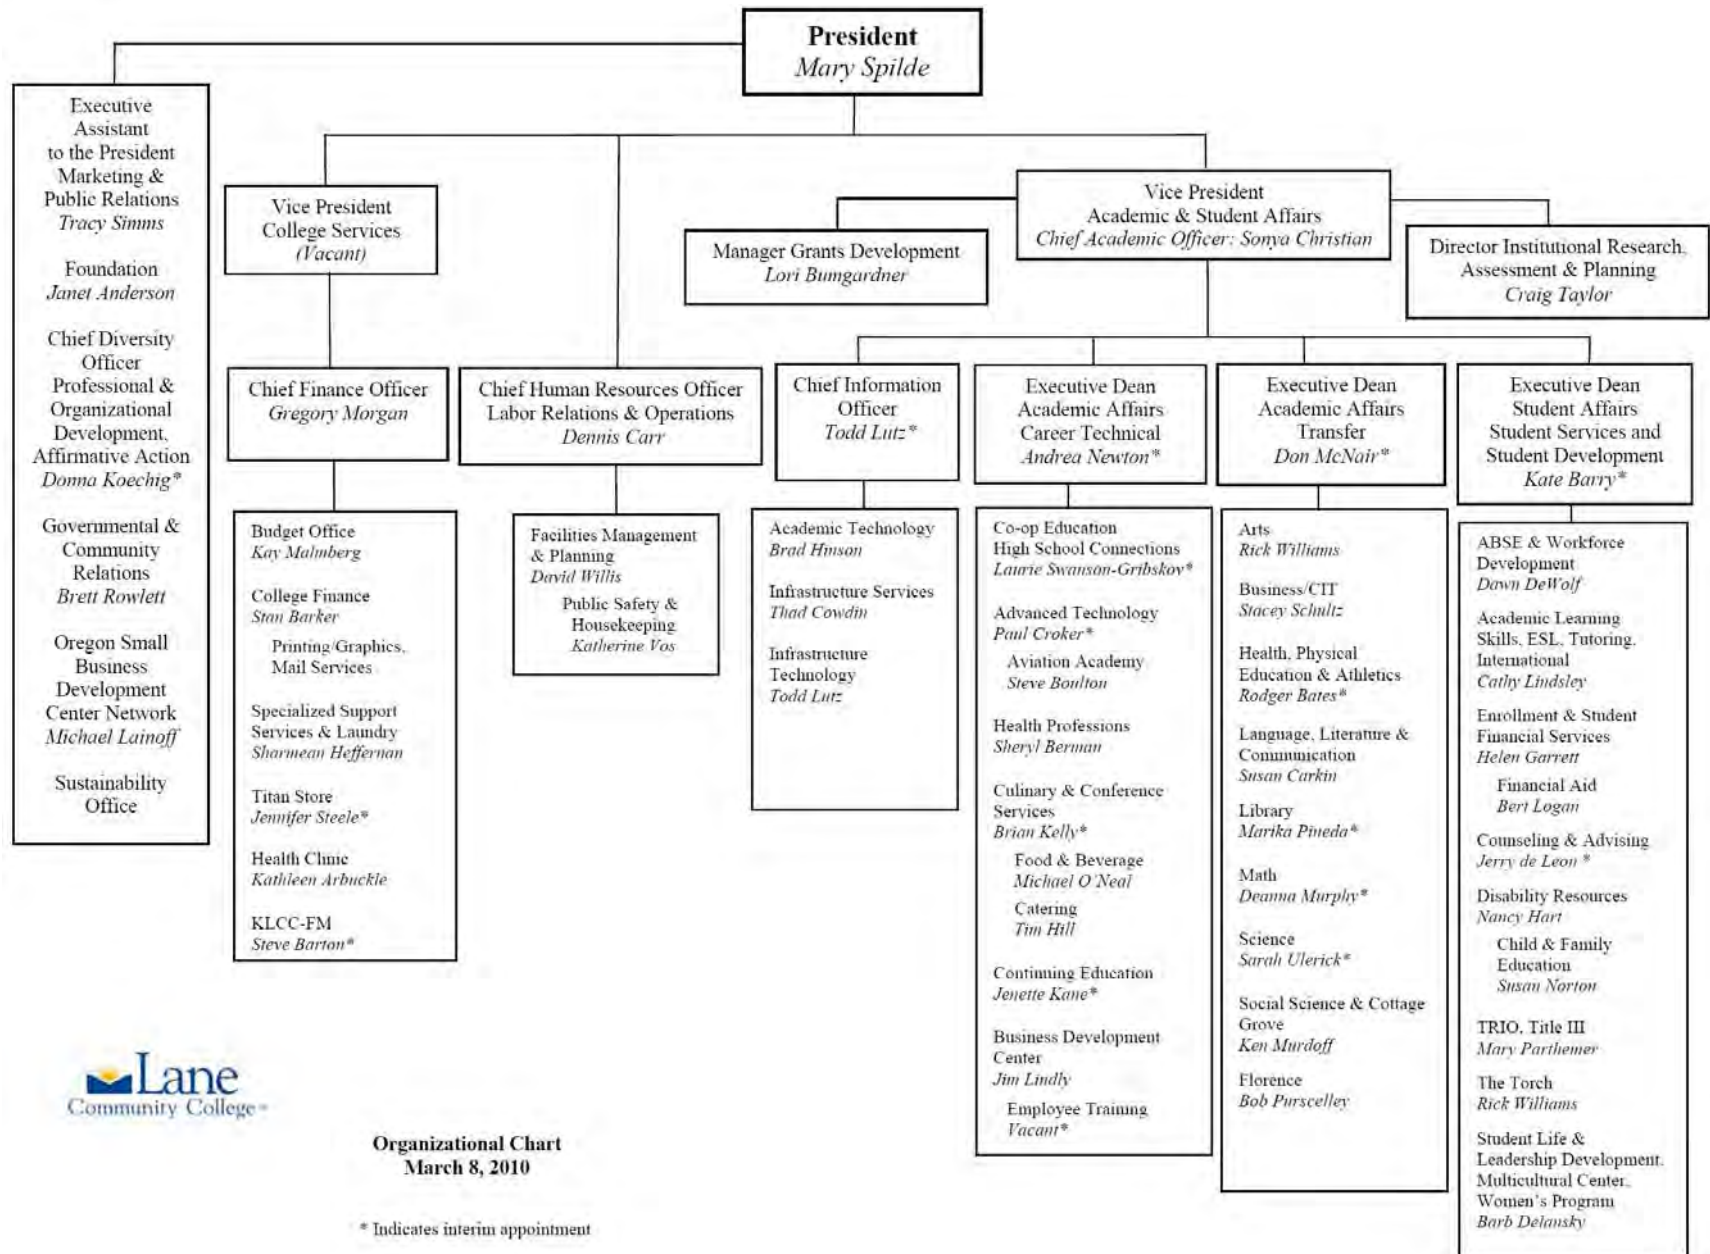 President
Mary Spilde
Executive
Assistant
to the President
Marketing &
Public Relations
Tracy Simms
Foundation
Janet Anderson
Chief Diversity
Officer
Professional &
Organizational
Development,
Affirmative Action
Donna Koechig*
Governmental &
Community
Relations
Brett Rowlett
Oregon Small
Business
Development
Center Network
Michael Lainoff
Sustainability
Office
Vice President
College Services
(Vacant)
Vice President
Academic & Student Affairs
Chief Academic Officer: Sonya Christian
Manager Grants Development
Lori Bumgardner
Director Institutional Research,
Assessment & Planning
Craig Taylor
Chief Finance Officer
Gregory Morgan
Chief Human Resources Officer
Labor Relations & Operations
Dennis Carr
Chief Information
Officer
Todd Lutz*
Executive Dean
Academic Affairs
Career Technical
Andrea Newton*
Executive Dean
Academic Affairs
Transfer
Don McNair*
Executive Dean
Student Affairs
Student Services and
Student Development
Kate Barry*
Budget Office
Kay Malmberg
College Finance
Stan Barker
Printing/Graphics,
Mail Services
Specialized Support
Services & Laundry
Sharmean Heffernan
Titan Store
Jennifer Steele*
Health Clinic
Kathleen Arbuckle
KLCC-FM
Steve Barton*
Facilities Management
& Planning
David Willis
Public Safety &
Housekeeping
Katherine Vos
Academic Technology
Brad Hinson
Infrastructure Services
Thad Cowdin
Infrastructure
Technology
Todd Lutz
Co-op Education
High School Connections
Laurie Swanson-Gribskov*
Advanced Technology
Paul Croker*
Aviation Academy
Steve Boulton
Health Professions
Sheryl Berman
Culinary & Conference
Services
Brian Kelly*
Food & Beverage
Michael O'Neal
Catering
Tim Hill
Continuing Education
Jenette Kane*
Business Development
Center
Jim Lindly
Employee Training
Vacant*
Arts
Rick Williams
Business/CIT
Stacey Schultz
Health, Physical
Education & Athletics
Rodger Bates*
Language, Literature &
Communication
Susan Carkin
Library
Marika Pineda*
Math
Deanna Murphy*
Science
Sarah Ulerick*
Social Science & Cottage
Grove
Ken Murdoff
Florence
Bob Purscelley
ABSE & Workforce
Development
Dawn DeWolf
Academic Learning
Skills, ESL, Tutoring,
International
Cathy Lindsley
Enrollment & Student
Financial Services
Helen Garrett
Financial Aid
Bert Logan
Counseling & Advising
Jerry de Leon *
Disability Resources
Nancy Hart
Child & Family
Education
Susan Norton
TRIO, Title III
Mary Parthemer
The Torch
Rick Williams
Student Life &
Leadership Development,
Multicultural Center,
Women's Program
Barb Delansky
Lane
Community College
Organizational Chart
March 8, 2010
* Indicates interim appointment